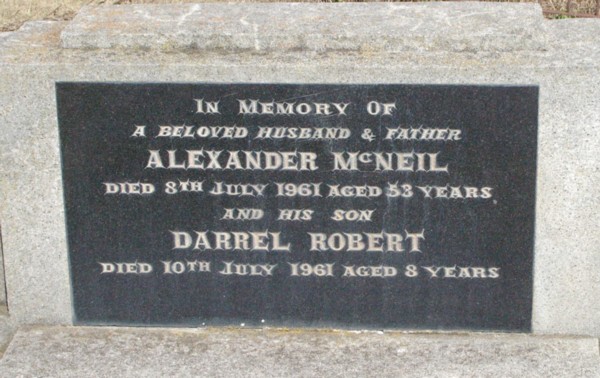 IN MEMORY OF
A BELOVED HUSBAND & FATHER
ALEXANDER McNEIL
DIED 8TH JULY 1961 AGED 53 YEARS,
AND HIS SON
DARREL ROBERT
DIED 10TH JULY 1961 AGED 8 YEARS